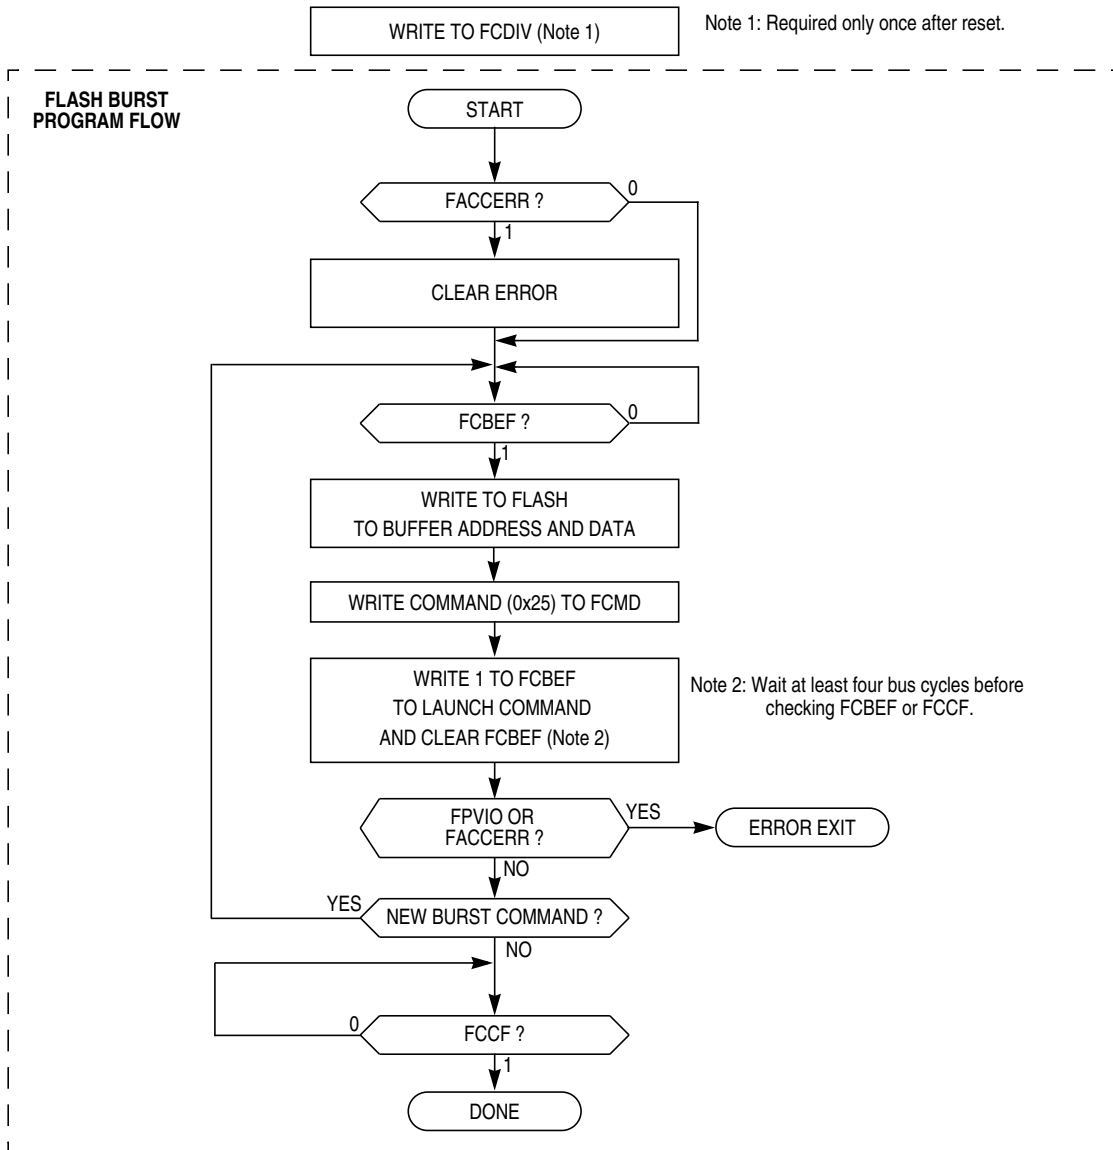 WRITE TO FCDIV (Note 1)
Note 1: Required only once after reset.
FLASH BURST
PROGRAM FLOW
START
FACCERR ?
0
1
CLEAR ERROR
FCBEF ?
0
1
WRITE TO FLASH
TO BUFFER ADDRESS AND DATA
WRITE COMMAND (0x25) TO FCMD
WRITE 1 TO FCBEF
TO LAUNCH COMMAND
AND CLEAR FCBEF (Note 2)
Note 2: Wait at least four bus cycles before
checking FCBEF or FCCF.
FPVIO OR
FACCERR ?
YES
ERROR EXIT
NO
YES
NEW BURST COMMAND ?
NO
0
FCCF ?
1
DONE